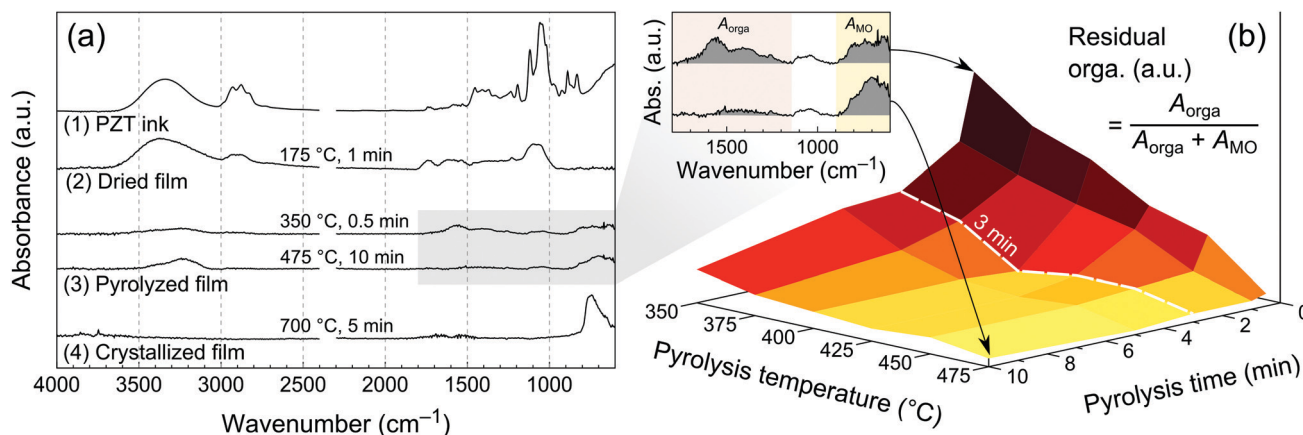 (a)
Absorbance (a.u.)
(1) PZT ink
175 °C, 1 min
(2) Dried film
350 °C, 0.5 min
475 °C, 10 min
(3) Pyrolyzed film
700 °C, 5 min
(4) Crystallized film
4000 3500 3000 2500 2000 1500 1000
Wavenumber (cm–1)
Aorga
AMO
Abs. (a.u.)
1500 1000
Wavenumber (cm–1)
(b)
Residual
orga. (a.u.)
= Aorga
Aorga + AMO
3 min
350
375
400
425
450
475
Pyrolysis temperature (°C)
10
8
6
4
2
0
Pyrolysis time (min)